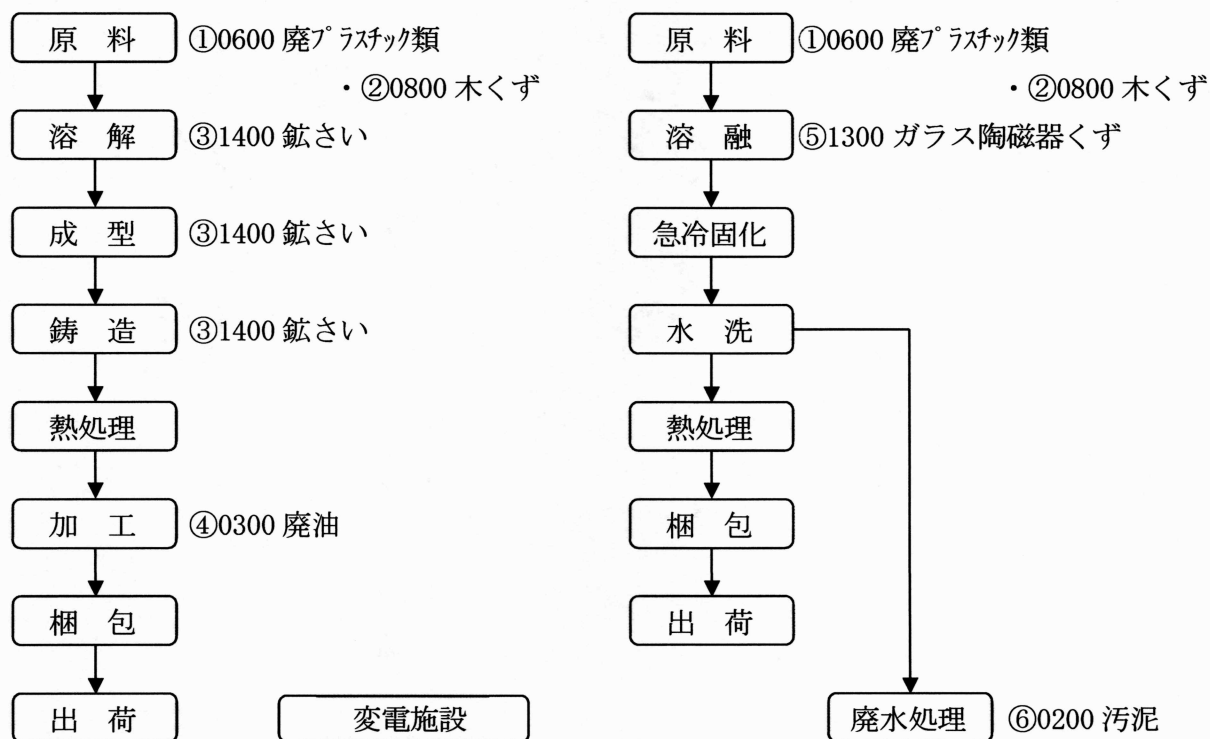 原 料 ①0600 廃プラスチック類
・②0800 木くず
溶 解 ③1400 鉱さい
成 型 ③1400 鉱さい
鋳 造 ③1400 鉱さい
熱処理
加 工 ④0300 廃油
梱 包
出 荷
変電施設
原 料 ①0600 廃プラスチック類
・②0800 木くず
溶 融 ⑤1300 ガラス陶磁器くず
急冷固化
水 洗
熱処理
梱 包
出 荷
廃水処理 ⑥0200 汚泥